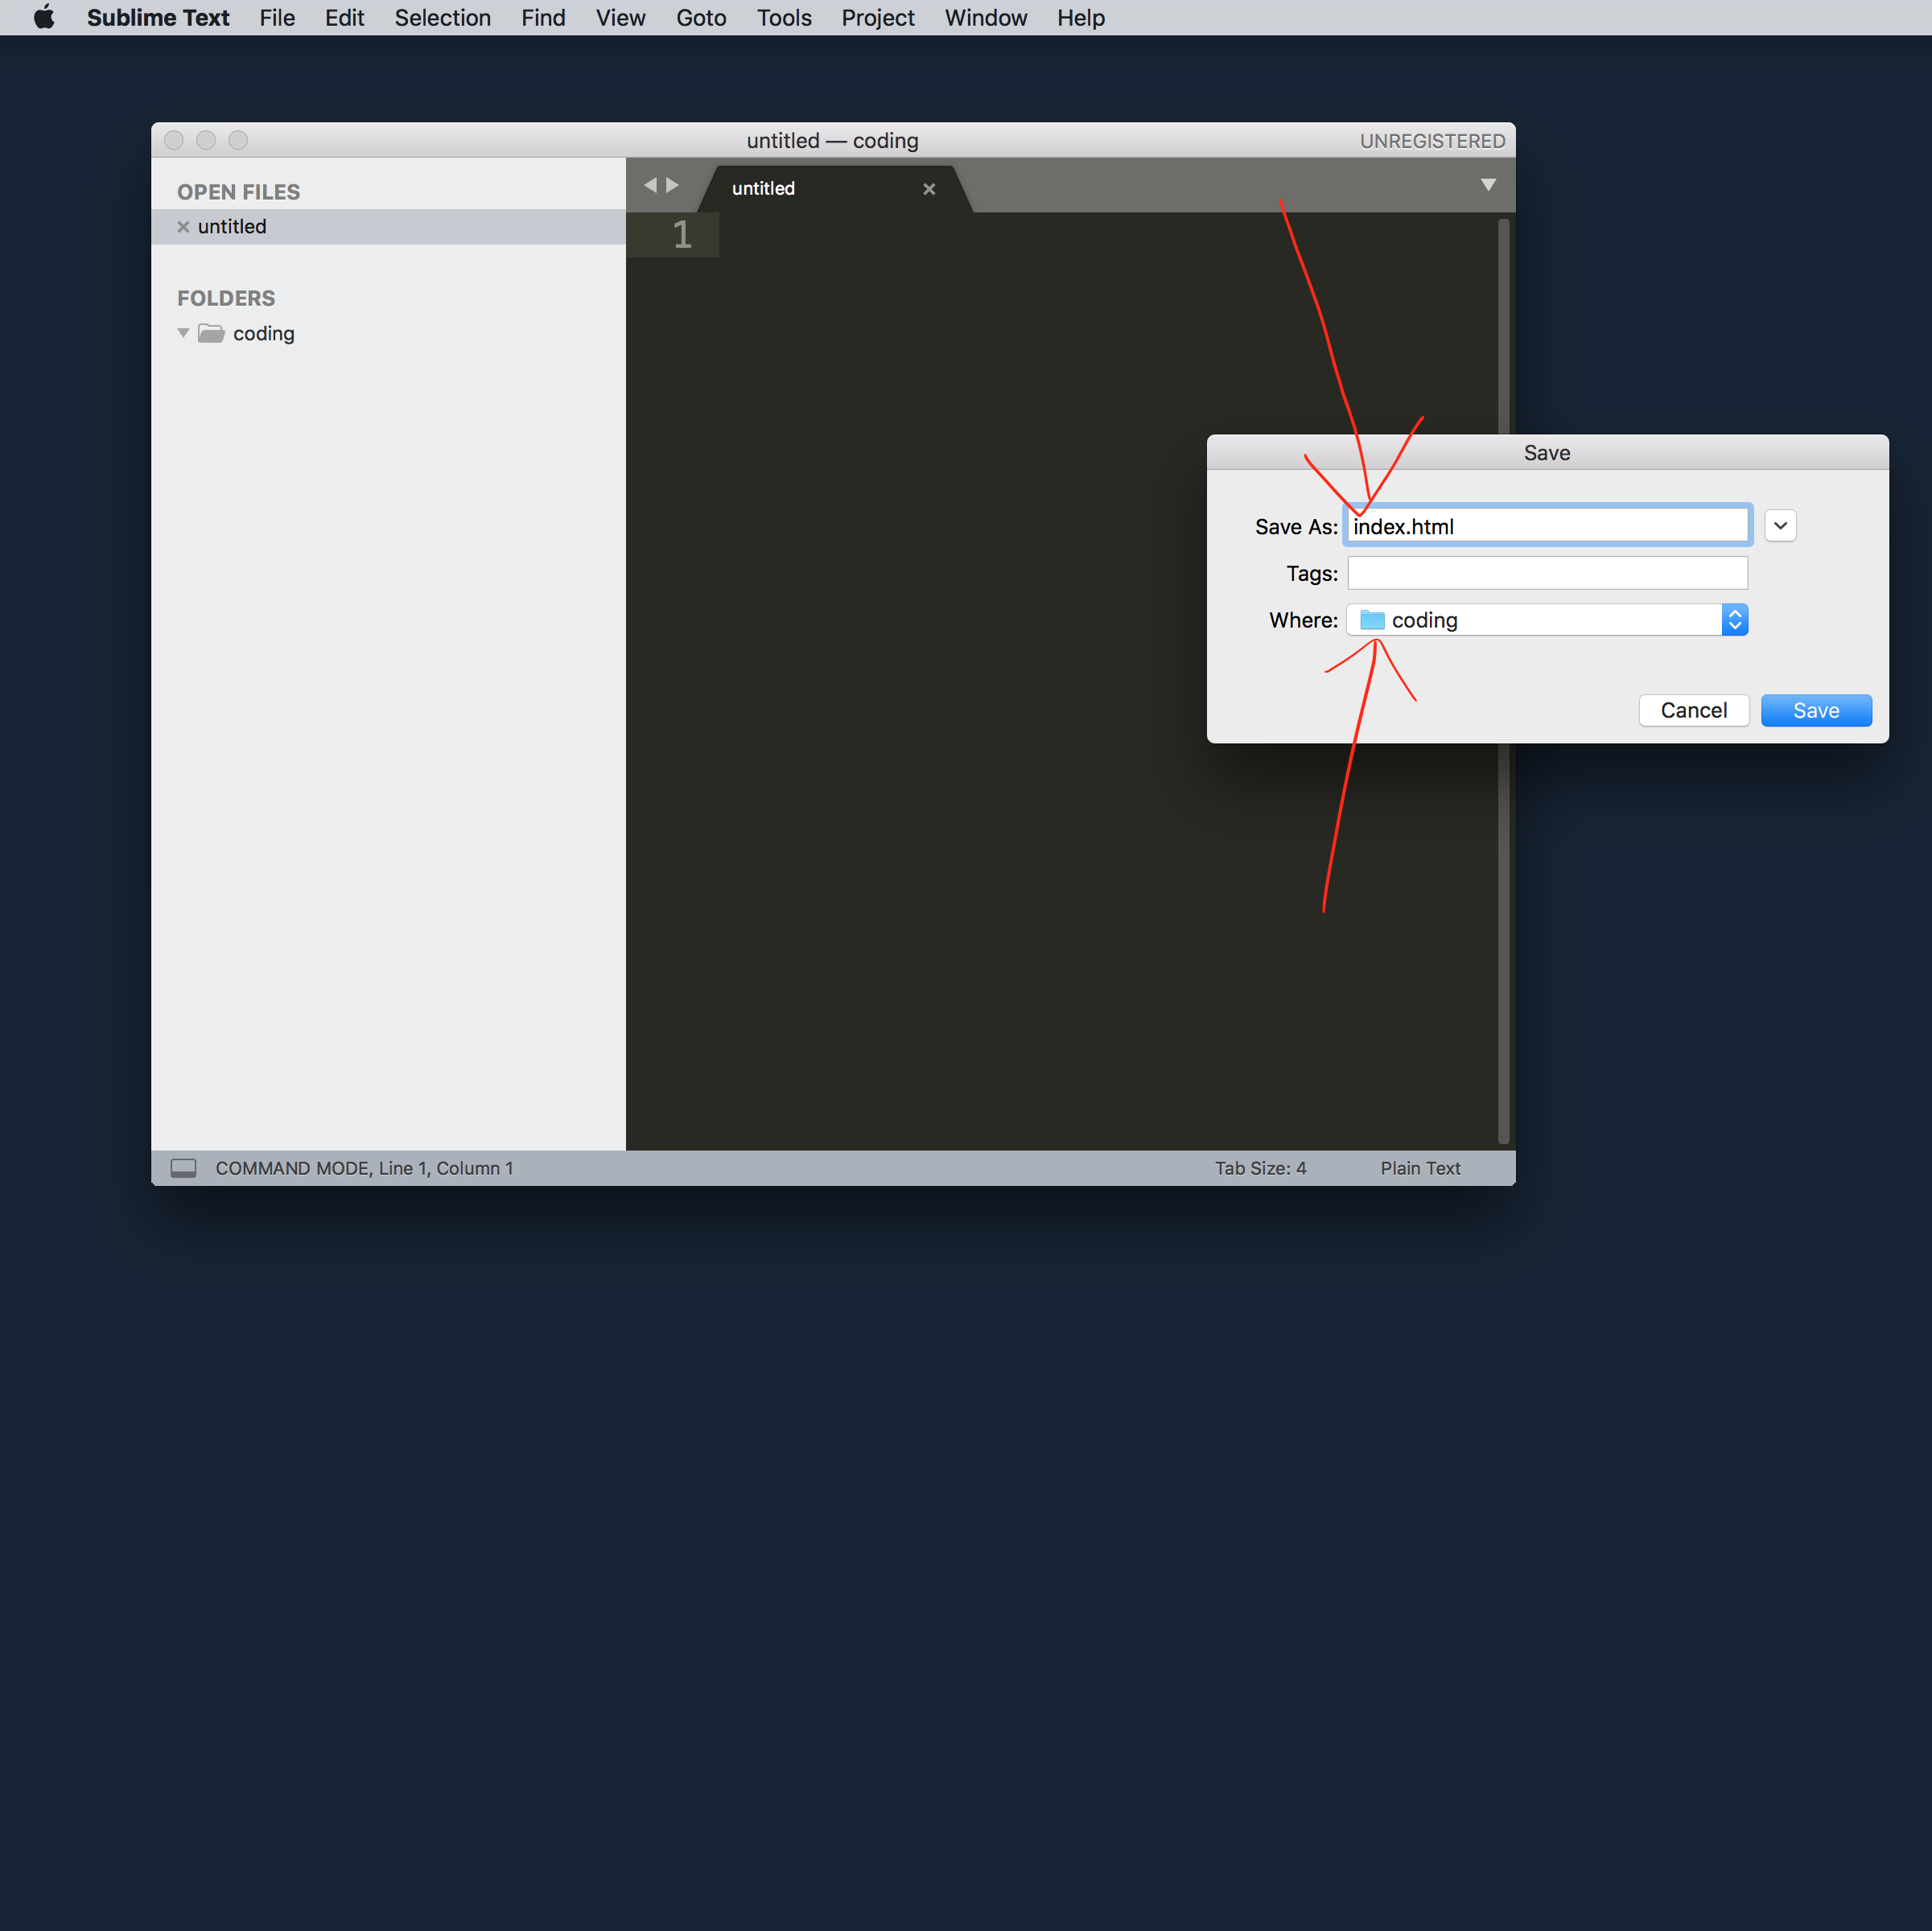 Sublime Text File Edit Selection Find View Goto Tools Project Window Help
untitled — coding UNREGISTERED
OPEN FILES
untitled
FOLDERS
coding
untitled
1
Save
Save As: index.html
Tags:
Where: coding
Cancel Save
COMMAND MODE, Line 1, Column 1 Tab Size: 4 Plain Text